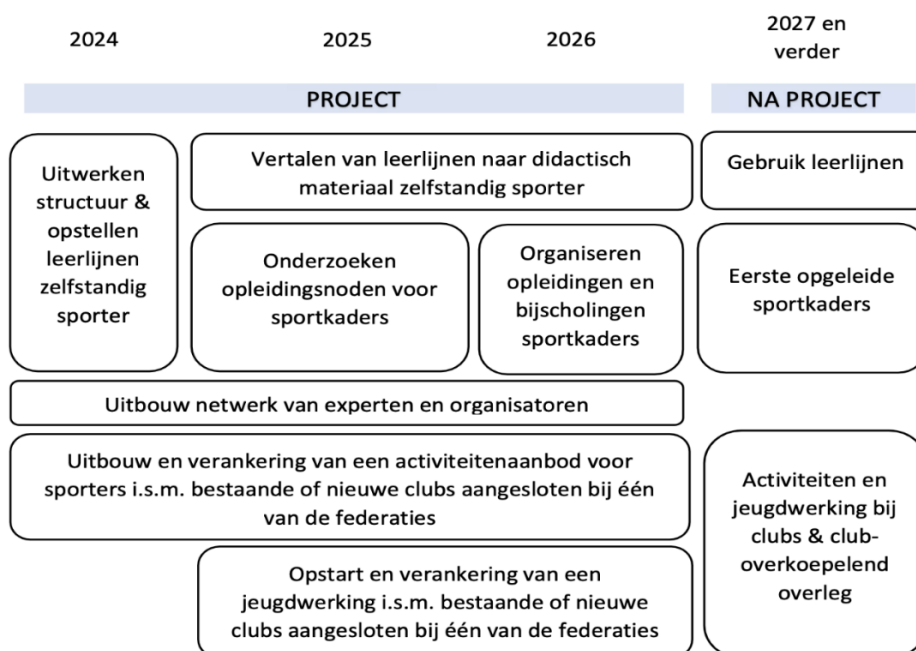 2024
2025
2026
2027 en
verder
PROJECT
NA PROJECT
Uitwerken
structuur &
opstellen
leerlijnen
zelfstandig
sporter
Vertalen van leerlijnen naar didactisch
materiaal zelfstandig sporter
Gebruik leerlijnen
Onderzoeken
opleidingsnoden voor
sportkaders
Organiseren
opleidingen en
bijscholingen
sportkaders
Eerste opgeleide
sportkaders
Uitbouw netwerk van experten en organisatoren
Uitbouw en verankering van een activiteitenaanbod voor
sporters i.s.m. bestaande of nieuwe clubs aangesloten bij één
van de federaties
Activiteiten en
jeugdwerking bij
clubs & club-
overkoepelend
overleg
Opstart en verankering van een
jeugdwerking i.s.m. bestaande of nieuwe
clubs aangesloten bij één van de federaties